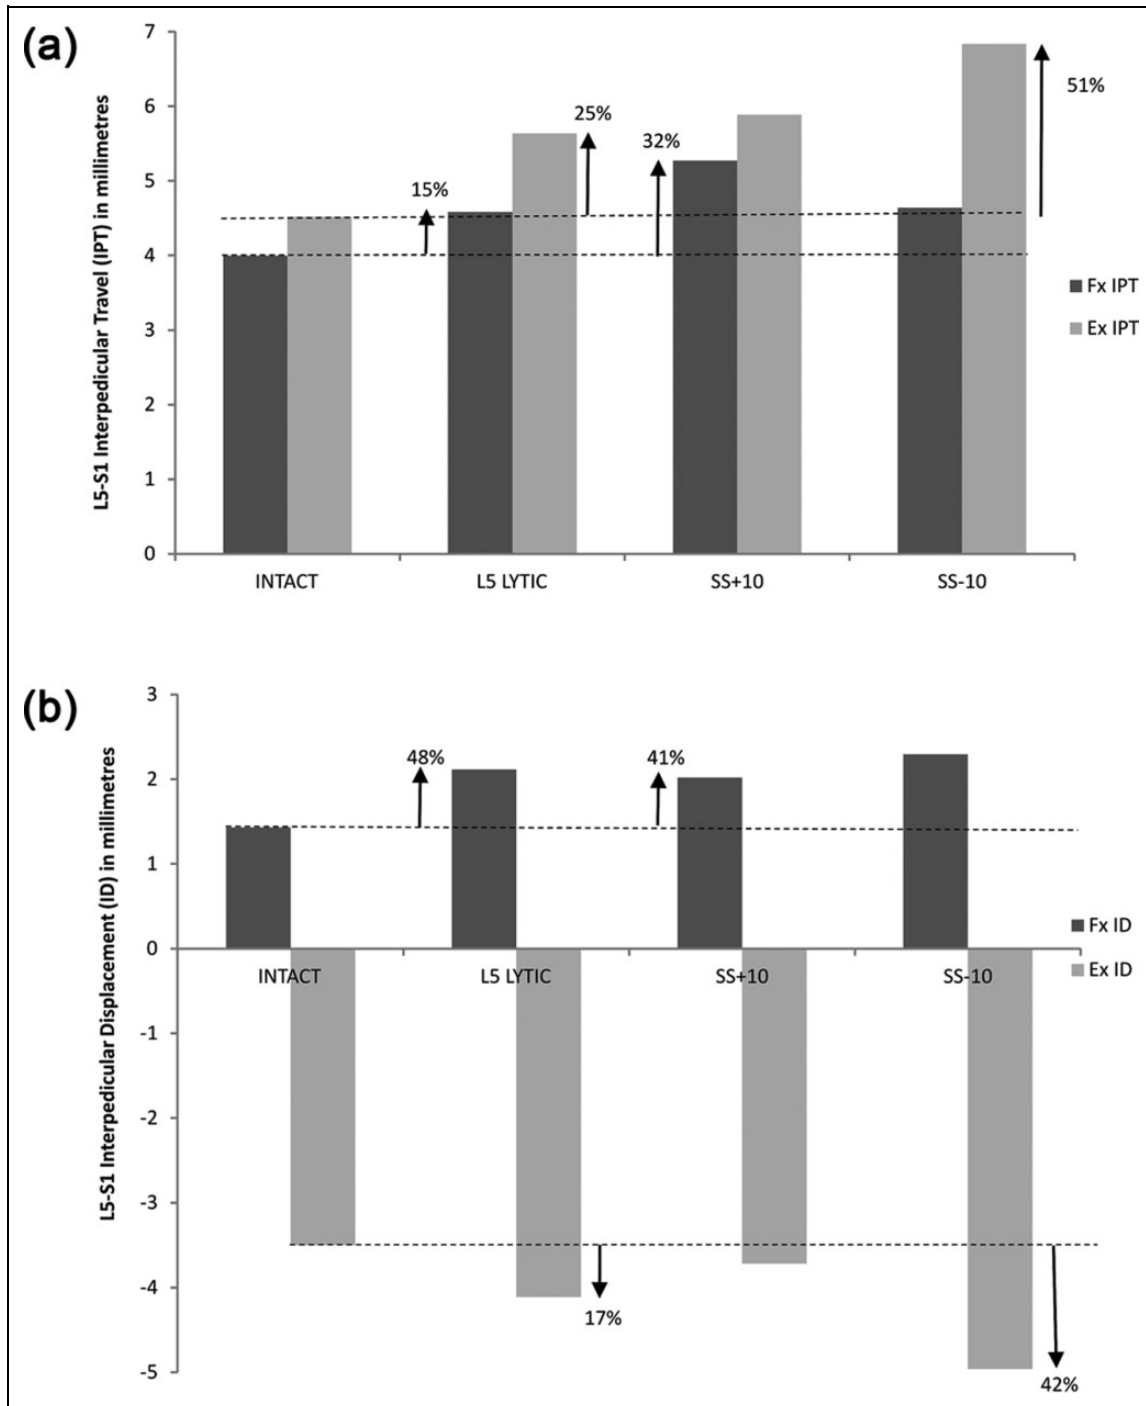 (a)
L5-S1 Interpedicular Travel (IPT) in millimetres
7
6
5
4
3
2
1
0
15%
25%
32%
51%
INTACT
L5 LYTIC
SS+10
SS-10
Fx IPT
Ex IPT
(b)
L5-S1 Interpedicular Displacement (ID) in millimetres
3
2
1
0
-1
-2
-3
-4
-5
48%
41%
INTACT
L5 LYTIC
SS+10
SS-10
Fx ID
Ex ID
17%
42%